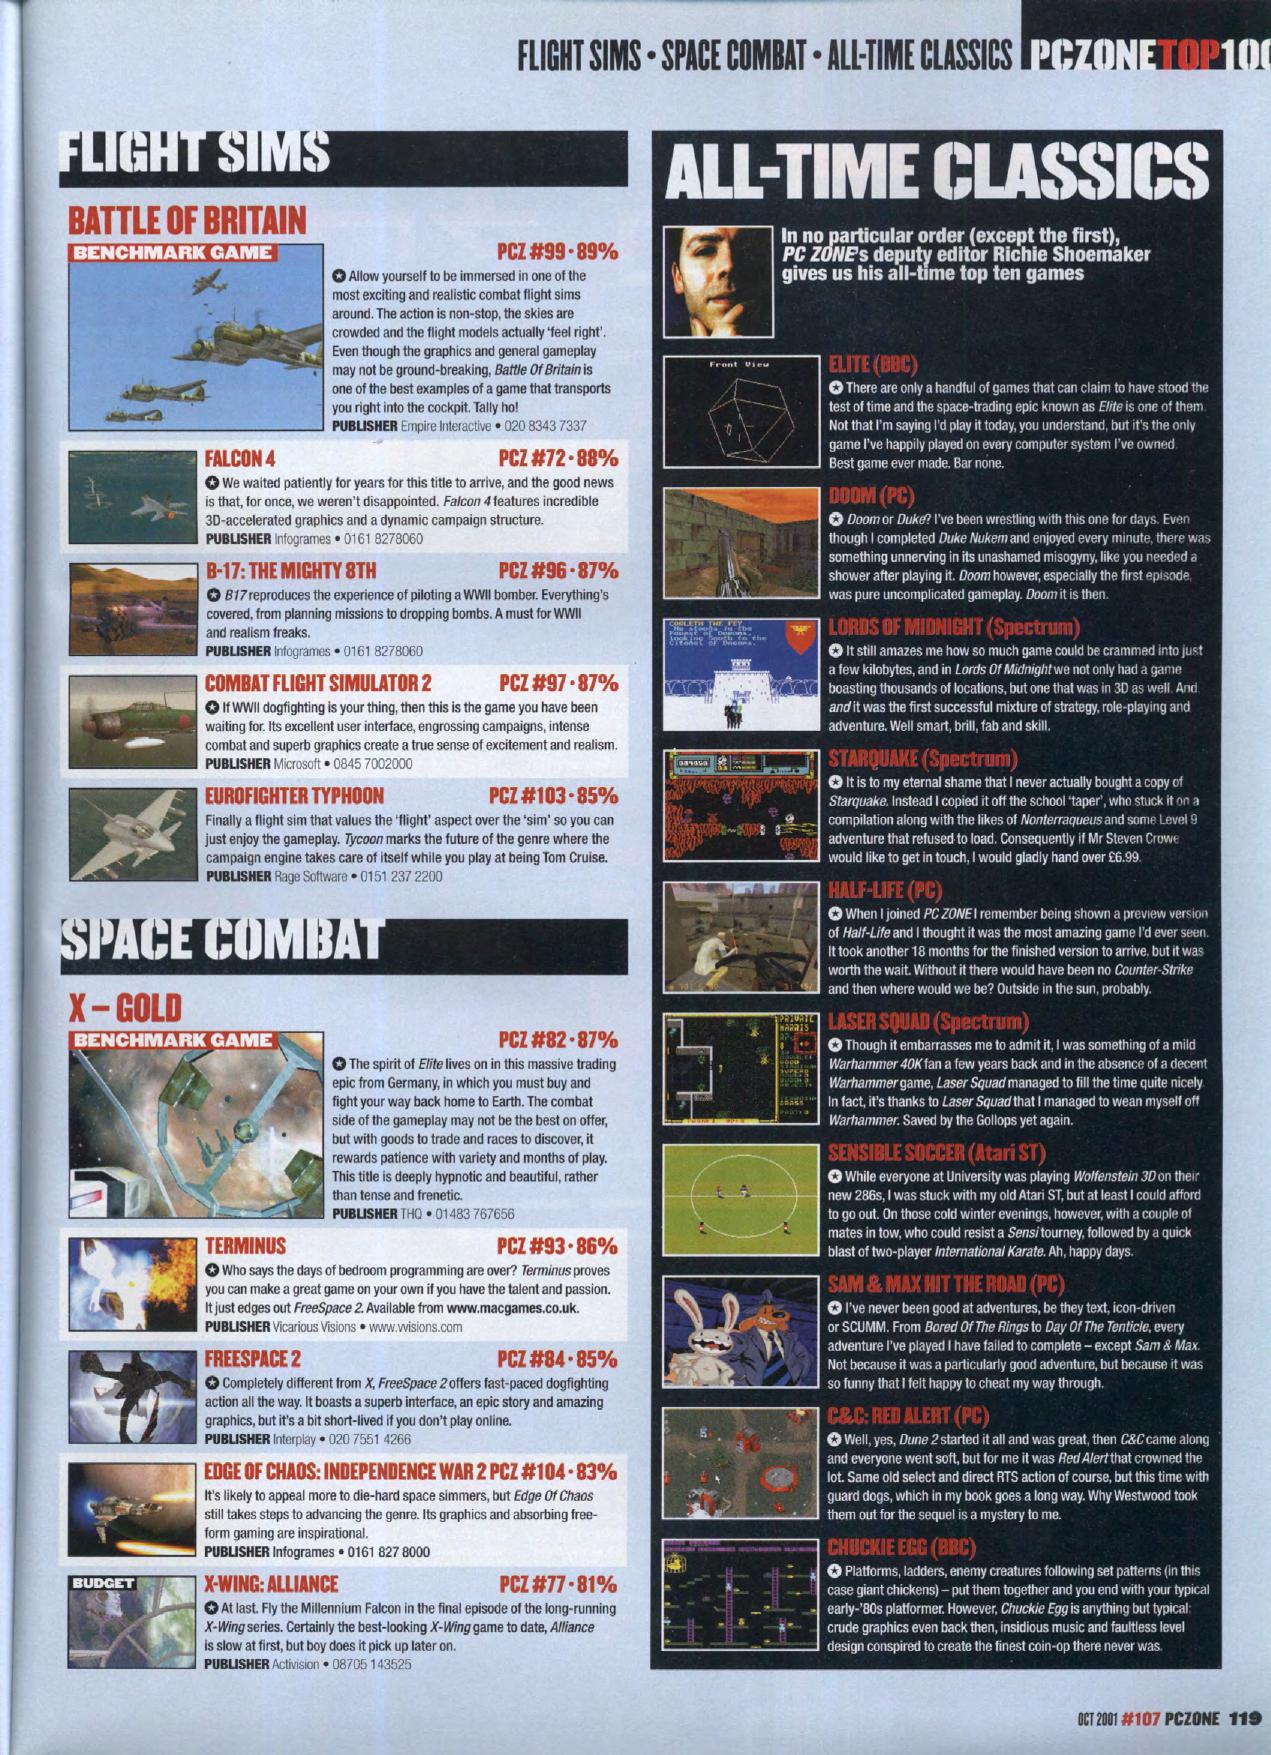 FLIGHT SIMS • SPACE COMBAT • ALL-TIME CLASSICS PCZONETOP100
FLIGHT SIMS
BATTLE OF BRITAIN
BENCHMARK GAME
PCZ #99 • 89%
Allow yourself to be immersed in one of the
most exciting and realistic combat flight sims
around. The action is non-stop, the skies are
crowded and the flight models actually 'feel right'.
Even though the graphics and general gameplay
may not be ground-breaking, Battle Of Britain is
one of the best examples of a game that transports
you right into the cockpit. Tally ho!
PUBLISHER Empire Interactive • 020 8343 7337
FALCON 4 PCZ #72 • 88%
We waited patiently for years for this title to arrive, and the good news
is that, for once, we weren't disappointed. Falcon 4 features incredible
3D-accelerated graphics and a dynamic campaign structure.
PUBLISHER Infogrames • 0161 8278060
B-17: THE MIGHTY 8TH PCZ #96 • 87%
B17 reproduces the experience of piloting a WWII bomber. Everything's
covered, from planning missions to dropping bombs. A must for WWII
and realism freaks.
PUBLISHER Infogrames • 0161 8278060
COMBAT FLIGHT SIMULATOR 2 PCZ #97 • 87%
If WWII dogfighting is your thing, then this is the game you have been
waiting for. Its excellent user interface, engrossing campaigns, intense
combat and superb graphics create a true sense of excitement and realism.
PUBLISHER Microsoft • 0845 7002000
EUROFIGHTER TYPHOON PCZ #103 • 85%
Finally a flight sim that values the 'flight' aspect over the 'sim' so you can
just enjoy the gameplay. Tycoon marks the future of the genre where the
campaign engine takes care of itself while you play at being Tom Cruise.
PUBLISHER Rage Software • 0151 237 2200
SPACE COMBAT
X – GOLD
BENCHMARK GAME
PCZ #82 • 87%
The spirit of Elite lives on in this massive trading
epic from Germany, in which you must buy and
fight your way back home to Earth. The combat
side of the gameplay may not be the best on offer,
but with goods to trade and races to discover, it
rewards patience with variety and months of play.
This title is deeply hypnotic and beautiful, rather
than tense and frenetic.
PUBLISHER THQ • 01483 767656
TERMINUS PCZ #93 • 86%
Who says the days of bedroom programming are over? Terminus proves
you can make a great game on your own if you have the talent and passion.
It just edges out FreeSpace 2. Available from www.macgames.co.uk.
PUBLISHER Vicarious Visions • www.vvisions.com
FREESPACE 2 PCZ #84 • 85%
Completely different from X, FreeSpace 2 offers fast-paced dogfighting
action all the way. It boasts a superb interface, an epic story and amazing
graphics, but it's a bit short-lived if you don't play online.
PUBLISHER Interplay • 020 7551 4266
EDGE OF CHAOS: INDEPENDENCE WAR 2 PCZ #104 • 83%
It's likely to appeal more to die-hard space simmers, but Edge Of Chaos
still takes steps to advancing the genre. Its graphics and absorbing free-
form gaming are inspirational.
PUBLISHER Infogrames • 0161 827 8000
BUDGET
X-WING: ALLIANCE PCZ #77 • 81%
At last. Fly the Millennium Falcon in the final episode of the long-running
X-Wing series. Certainly the best-looking X-Wing game to date, Alliance
is slow at first, but boy does it pick up later on.
PUBLISHER Activision • 08705 143525
ALL-TIME CLASSICS
In no particular order (except the first),
PC ZONE's deputy editor Richie Shoemaker
gives us his all-time top ten games
Front View
ELITE (BBC)
There are only a handful of games that can claim to have stood the
test of time and the space-trading epic known as Elite is one of them.
Not that I'm saying I'd play it today, you understand, but it's the only
game I've happily played on every computer system I've owned.
Best game ever made. Bar none.
DOOM (PC)
Doom or Duke? I've been wrestling with this one for days. Even
though I completed Duke Nukem and enjoyed every minute, there was
something unnerving in its unashamed misogyny, like you needed a
shower after playing it. Doom however, especially the first episode,
was pure uncomplicated gameplay. Doom it is then.
LORDS OF MIDNIGHT (Spectrum)
It still amazes me how so much game could be crammed into just
a few kilobytes, and in Lords Of Midnight we not only had a game
boasting thousands of locations, but one that was in 3D as well. And
and it was the first successful mixture of strategy, role-playing and
adventure. Well smart, brill, fab and skill.
STARQUAKE (Spectrum)
It is to my eternal shame that I never actually bought a copy of
Starquake. Instead I copied it off the school 'taper', who stuck it on a
compilation along with the likes of Nonterraqueus and some Level 9
adventure that refused to load. Consequently if Mr Steven Crowe
would like to get in touch, I would gladly hand over £6.99.
HALF-LIFE (PC)
When I joined PC ZONE I remember being shown a preview version
of Half-Life and I thought it was the most amazing game I'd ever seen.
It took another 18 months for the finished version to arrive, but it was
worth the wait. Without it there would have been no Counter-Strike
and then where would we be? Outside in the sun, probably.
PRIVATE
HARRIS
LASER SQUAD (Spectrum)
Though it embarrasses me to admit it, I was something of a mild
Warhammer 40K fan a few years back and in the absence of a decent
Warhammer game, Laser Squad managed to fill the time quite nicely.
In fact, it's thanks to Laser Squad that I managed to wean myself off
Warhammer. Saved by the Gollops yet again.
SENSIBLE SOCCER (Atari ST)
While everyone at University was playing Wolfenstein 3D on their
new 286s, I was stuck with my old Atari ST, but at least I could afford
to go out. On those cold winter evenings, however, with a couple of
mates in tow, who could resist a Sensi tourney, followed by a quick
blast of two-player International Karate. Ah, happy days.
SAM & MAX HIT THE ROAD (PC)
I've never been good at adventures, be they text, icon-driven
or SCUMM. From Bored Of The Rings to Day Of The Tenticle, every
adventure I've played I have failed to complete – except Sam & Max.
Not because it was a particularly good adventure, but because it was
so funny that I felt happy to cheat my way through.
C&C: RED ALERT (PC)
Well, yes, Dune 2 started it all and was great, then C&C came along
and everyone went soft, but for me it was Red Alert that crowned the
lot. Same old select and direct RTS action of course, but this time with
guard dogs, which in my book goes a long way. Why Westwood took
them out for the sequel is a mystery to me.
CHUCKIE EGG (BBC)
Platforms, ladders, enemy creatures following set patterns (in this
case giant chickens) – put them together and you end with your typical
early-'80s platformer. However, Chuckie Egg is anything but typical:
crude graphics even back then, insidious music and faultless level
design conspired to create the finest coin-op there never was.
OCT 2001 #107 PCZONE 119